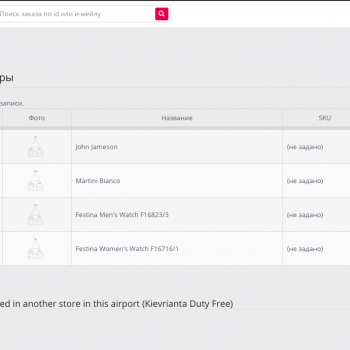 Поиск заказа по id или e-мейлу
ры
записи.
Фото Название SKU
John Jameson (не задано)
Martini Bianco (не задано)
Festina Men's Watch F16823/3 (не задано)
Festina Women's Watch F16716/1 (не задано)
ed in another store in this airport (Kievrianta Duty Free)